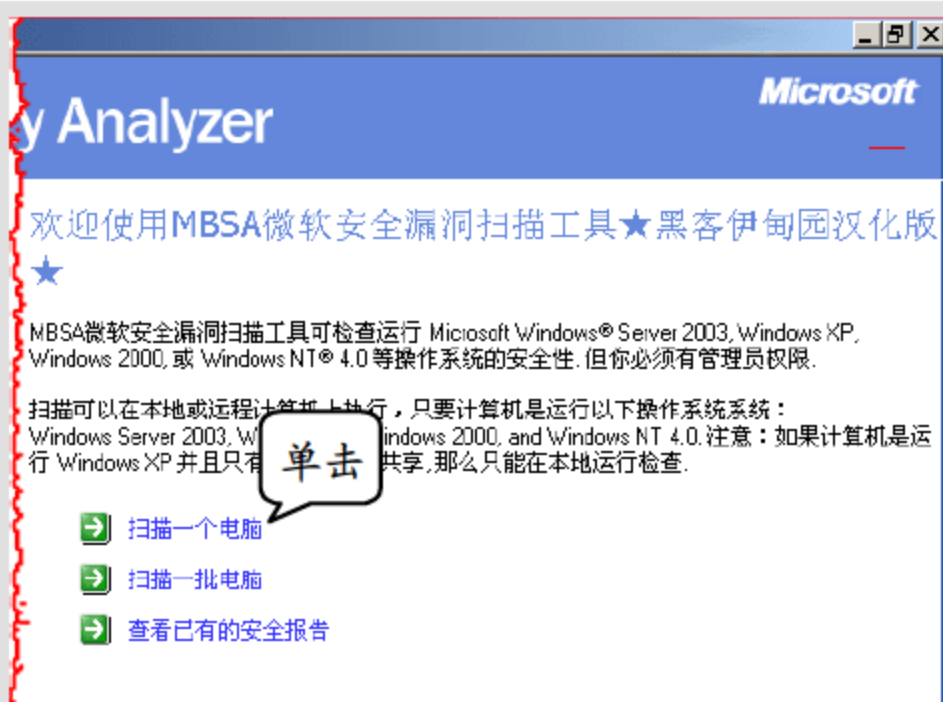 Microsoft
y Analyzer
欢迎使用MBSA微软安全漏洞扫描工具★黑客伊甸园汉化版
★
MBSA微软安全漏洞扫描工具可检查运行 Microsoft Windows® Server 2003, Windows XP,
Windows 2000, 或 Windows NT® 4.0 等操作系统的安全性. 但你必须有管理员权限.
扫描可以在本地或远程计算机上执行，只要计算机是运行以下操作系统系统：
Windows Server 2003, W indows 2000, and Windows NT 4.0. 注意：如果计算机是运
行 Windows XP 并且只有 共享,那么只能在本地运行检查.
单击
扫描一个电脑
扫描一批电脑
查看已有的安全报告